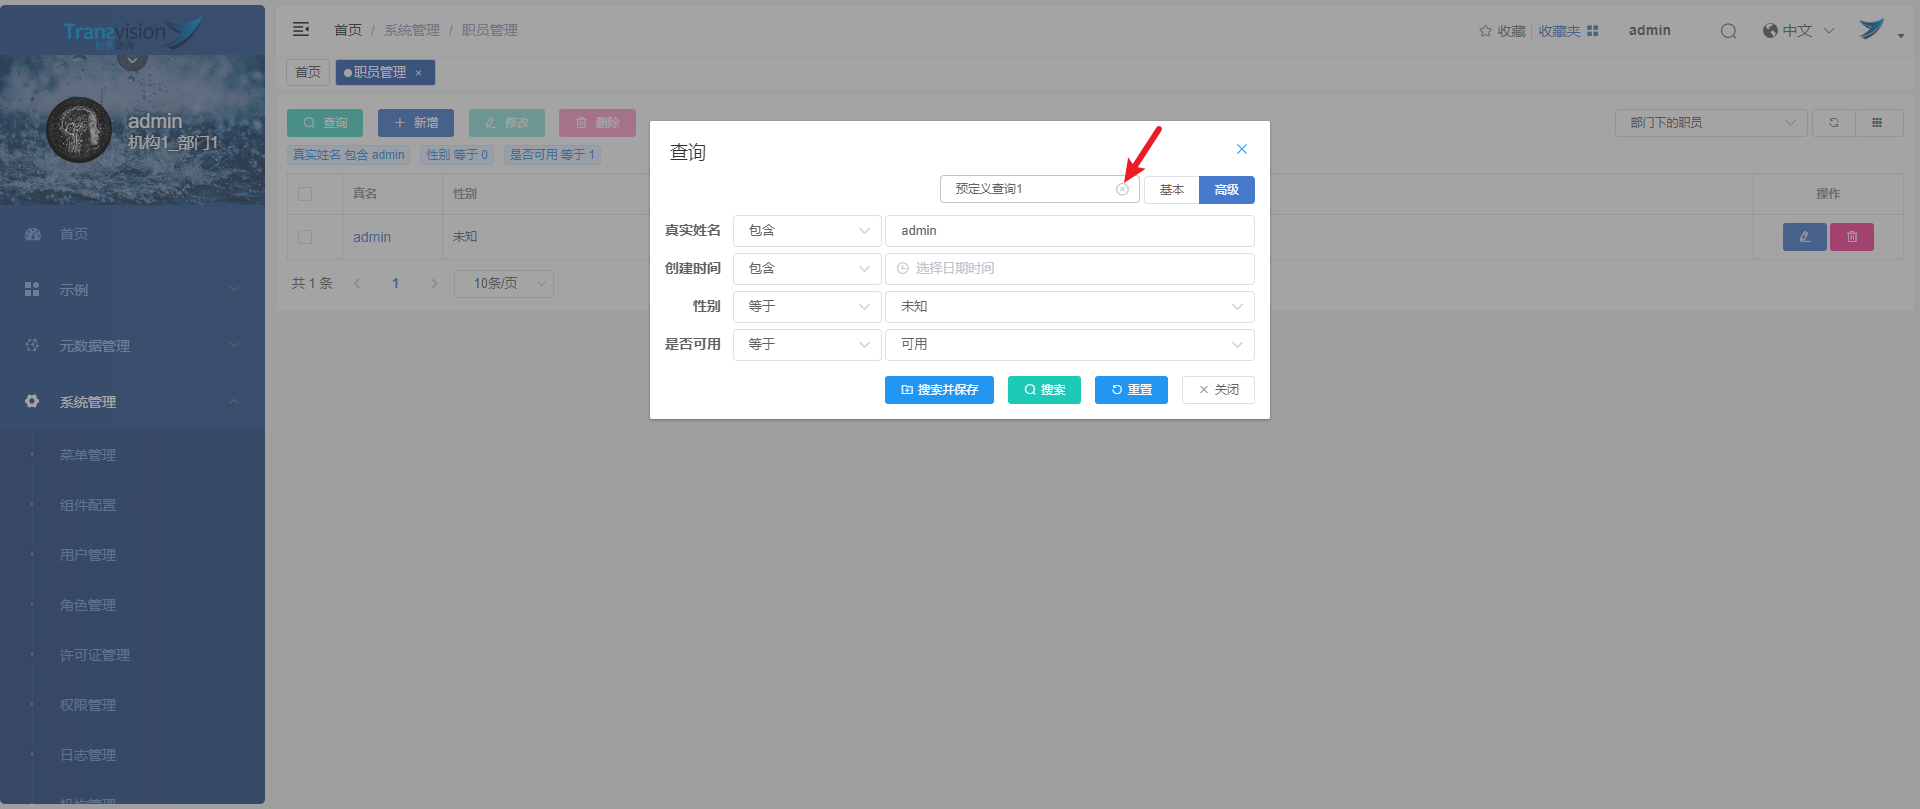 Transvision
创景咨询
admin
机构1_部门1
首页
示例
元数据管理
系统管理
菜单管理
组件配置
用户管理
角色管理
许可证管理
权限管理
日志管理
机构管理
首页 / 系统管理 / 职员管理
收藏 收藏夹 admin 中文
首页 职员管理 ×
查询 新增 修改 删除 部门下的职员
真实姓名 包含 admin 性别 等于 0 是否可用 等于 1
真名 性别 操作
admin 未知
共 1 条 1 10条/页
查询
预定义查询1 基本 高级
真实姓名 包含 admin
创建时间 包含 选择日期时间
性别 等于 未知
是否可用 等于 可用
搜索并保存 搜索 重置 关闭